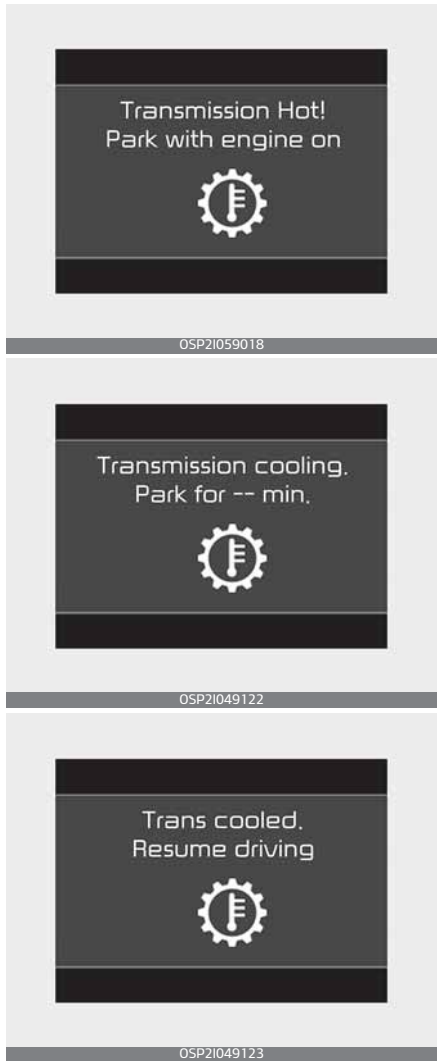 Transmission Hot!
Park with engine on
OSP2I059018
Transmission cooling.
Park for -- min.
OSP2I049122
Trans cooled.
Resume driving
OSP2I049123